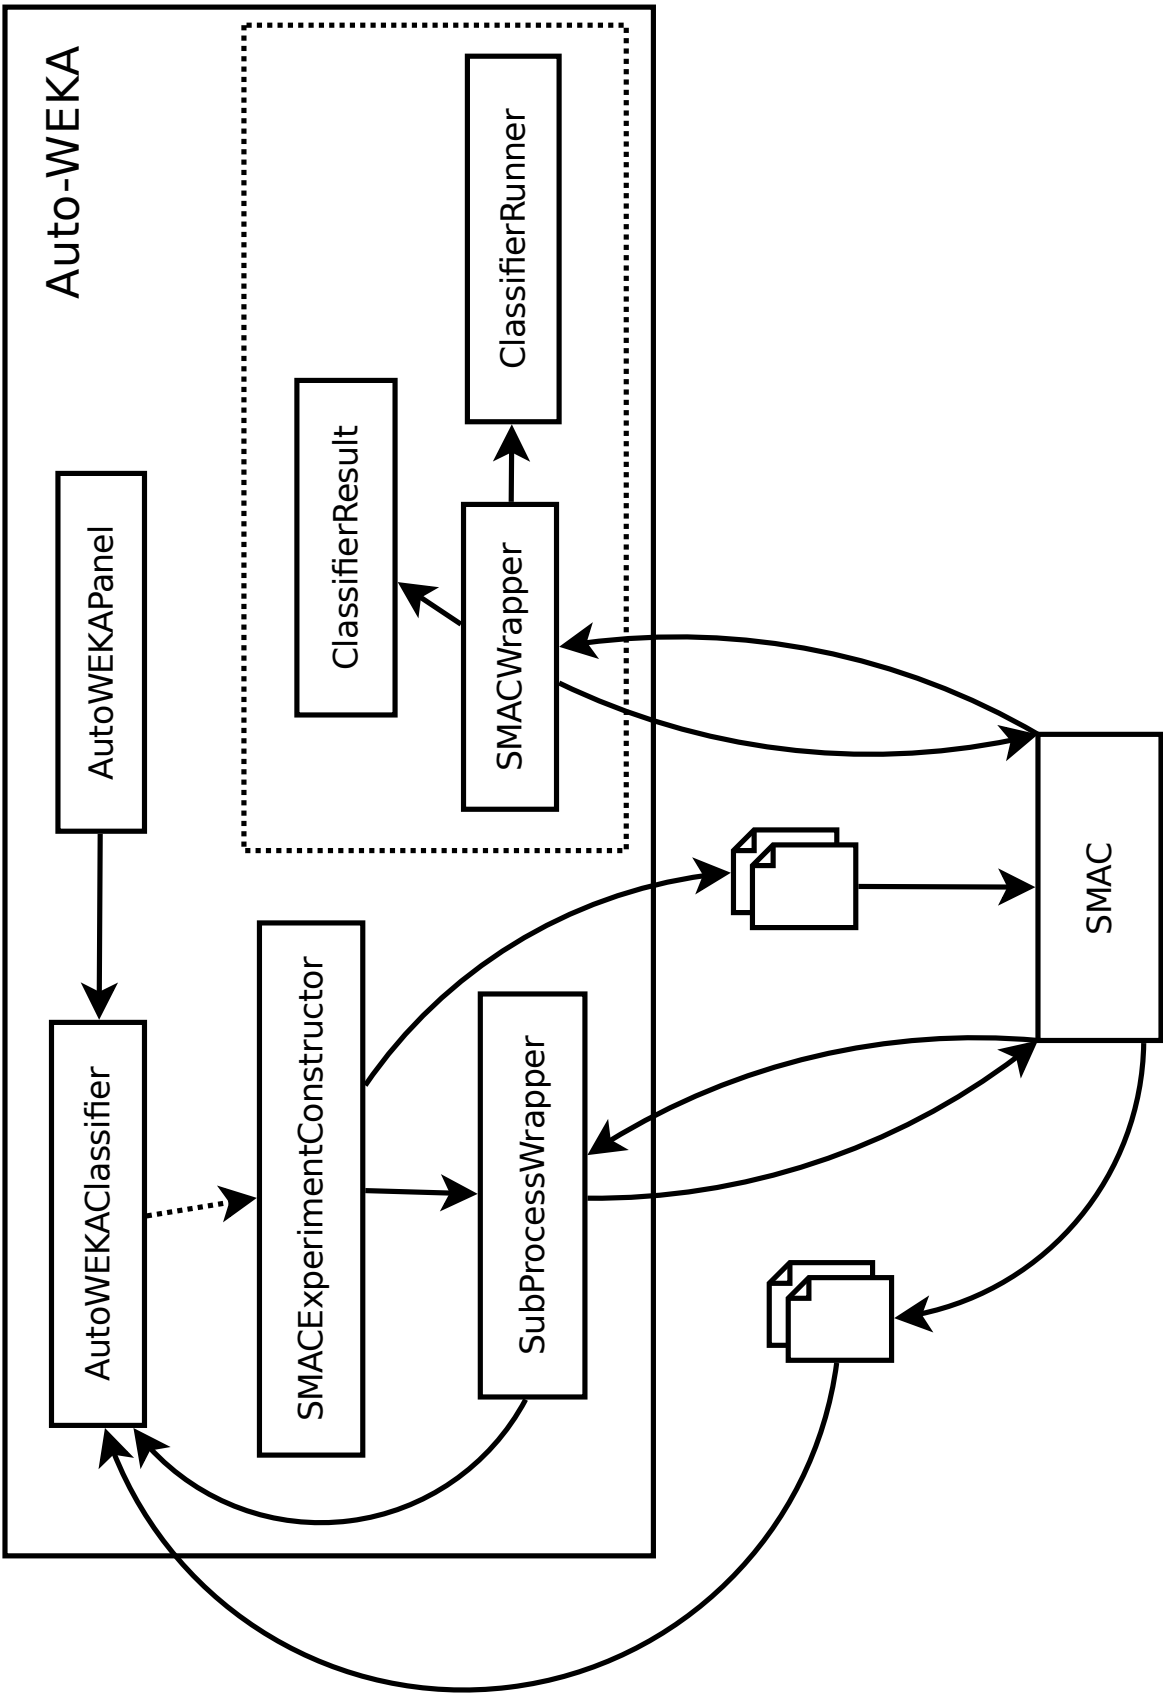 Auto-WEKA
AutoWEKAClassifier
AutoWEKAPanel
SMACExperimentConstructor
ClassifierResult
SubProcessWrapper
SMACWrapper
ClassifierRunner
SMAC